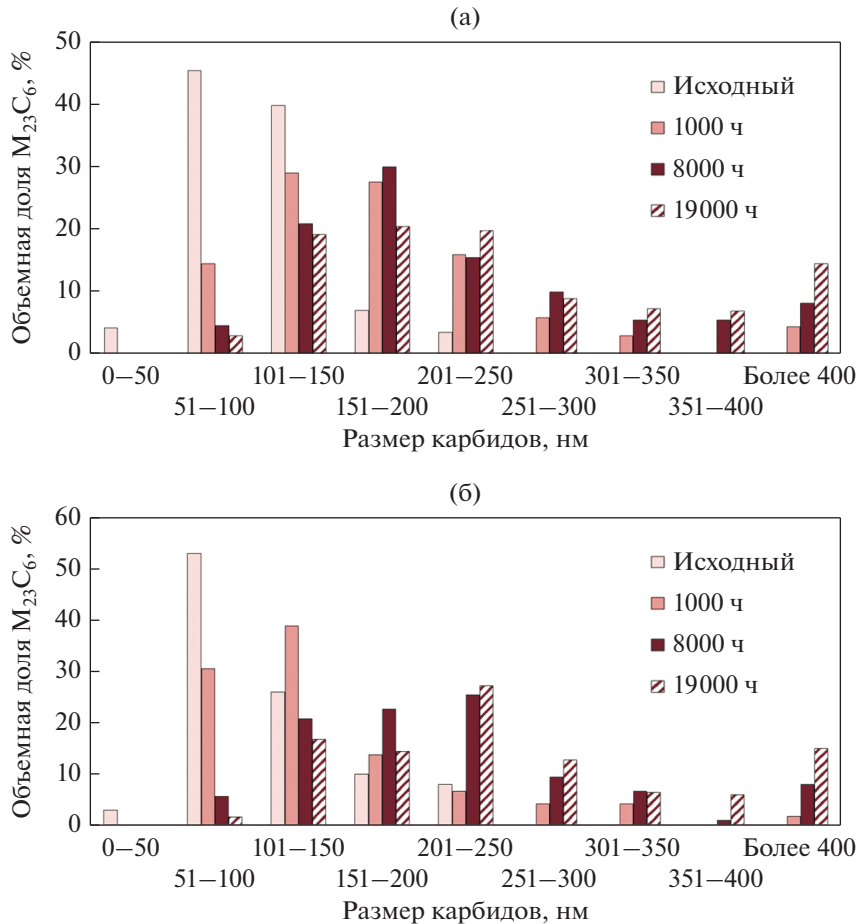 (а)
Объемная доля M₂₃C₆, %
50
40
30
20
10
0
Исходный
1000 ч
8000 ч
19000 ч
0–50
101–150
201–250
301–350
Более 400
51–100
151–200
251–300
351–400
Размер карбидов, нм
(б)
Объемная доля M₂₃C₆, %
60
50
40
30
20
10
0
Исходный
1000 ч
8000 ч
19000 ч
0–50
101–150
201–250
301–350
Более 400
51–100
151–200
251–300
351–400
Размер карбидов, нм